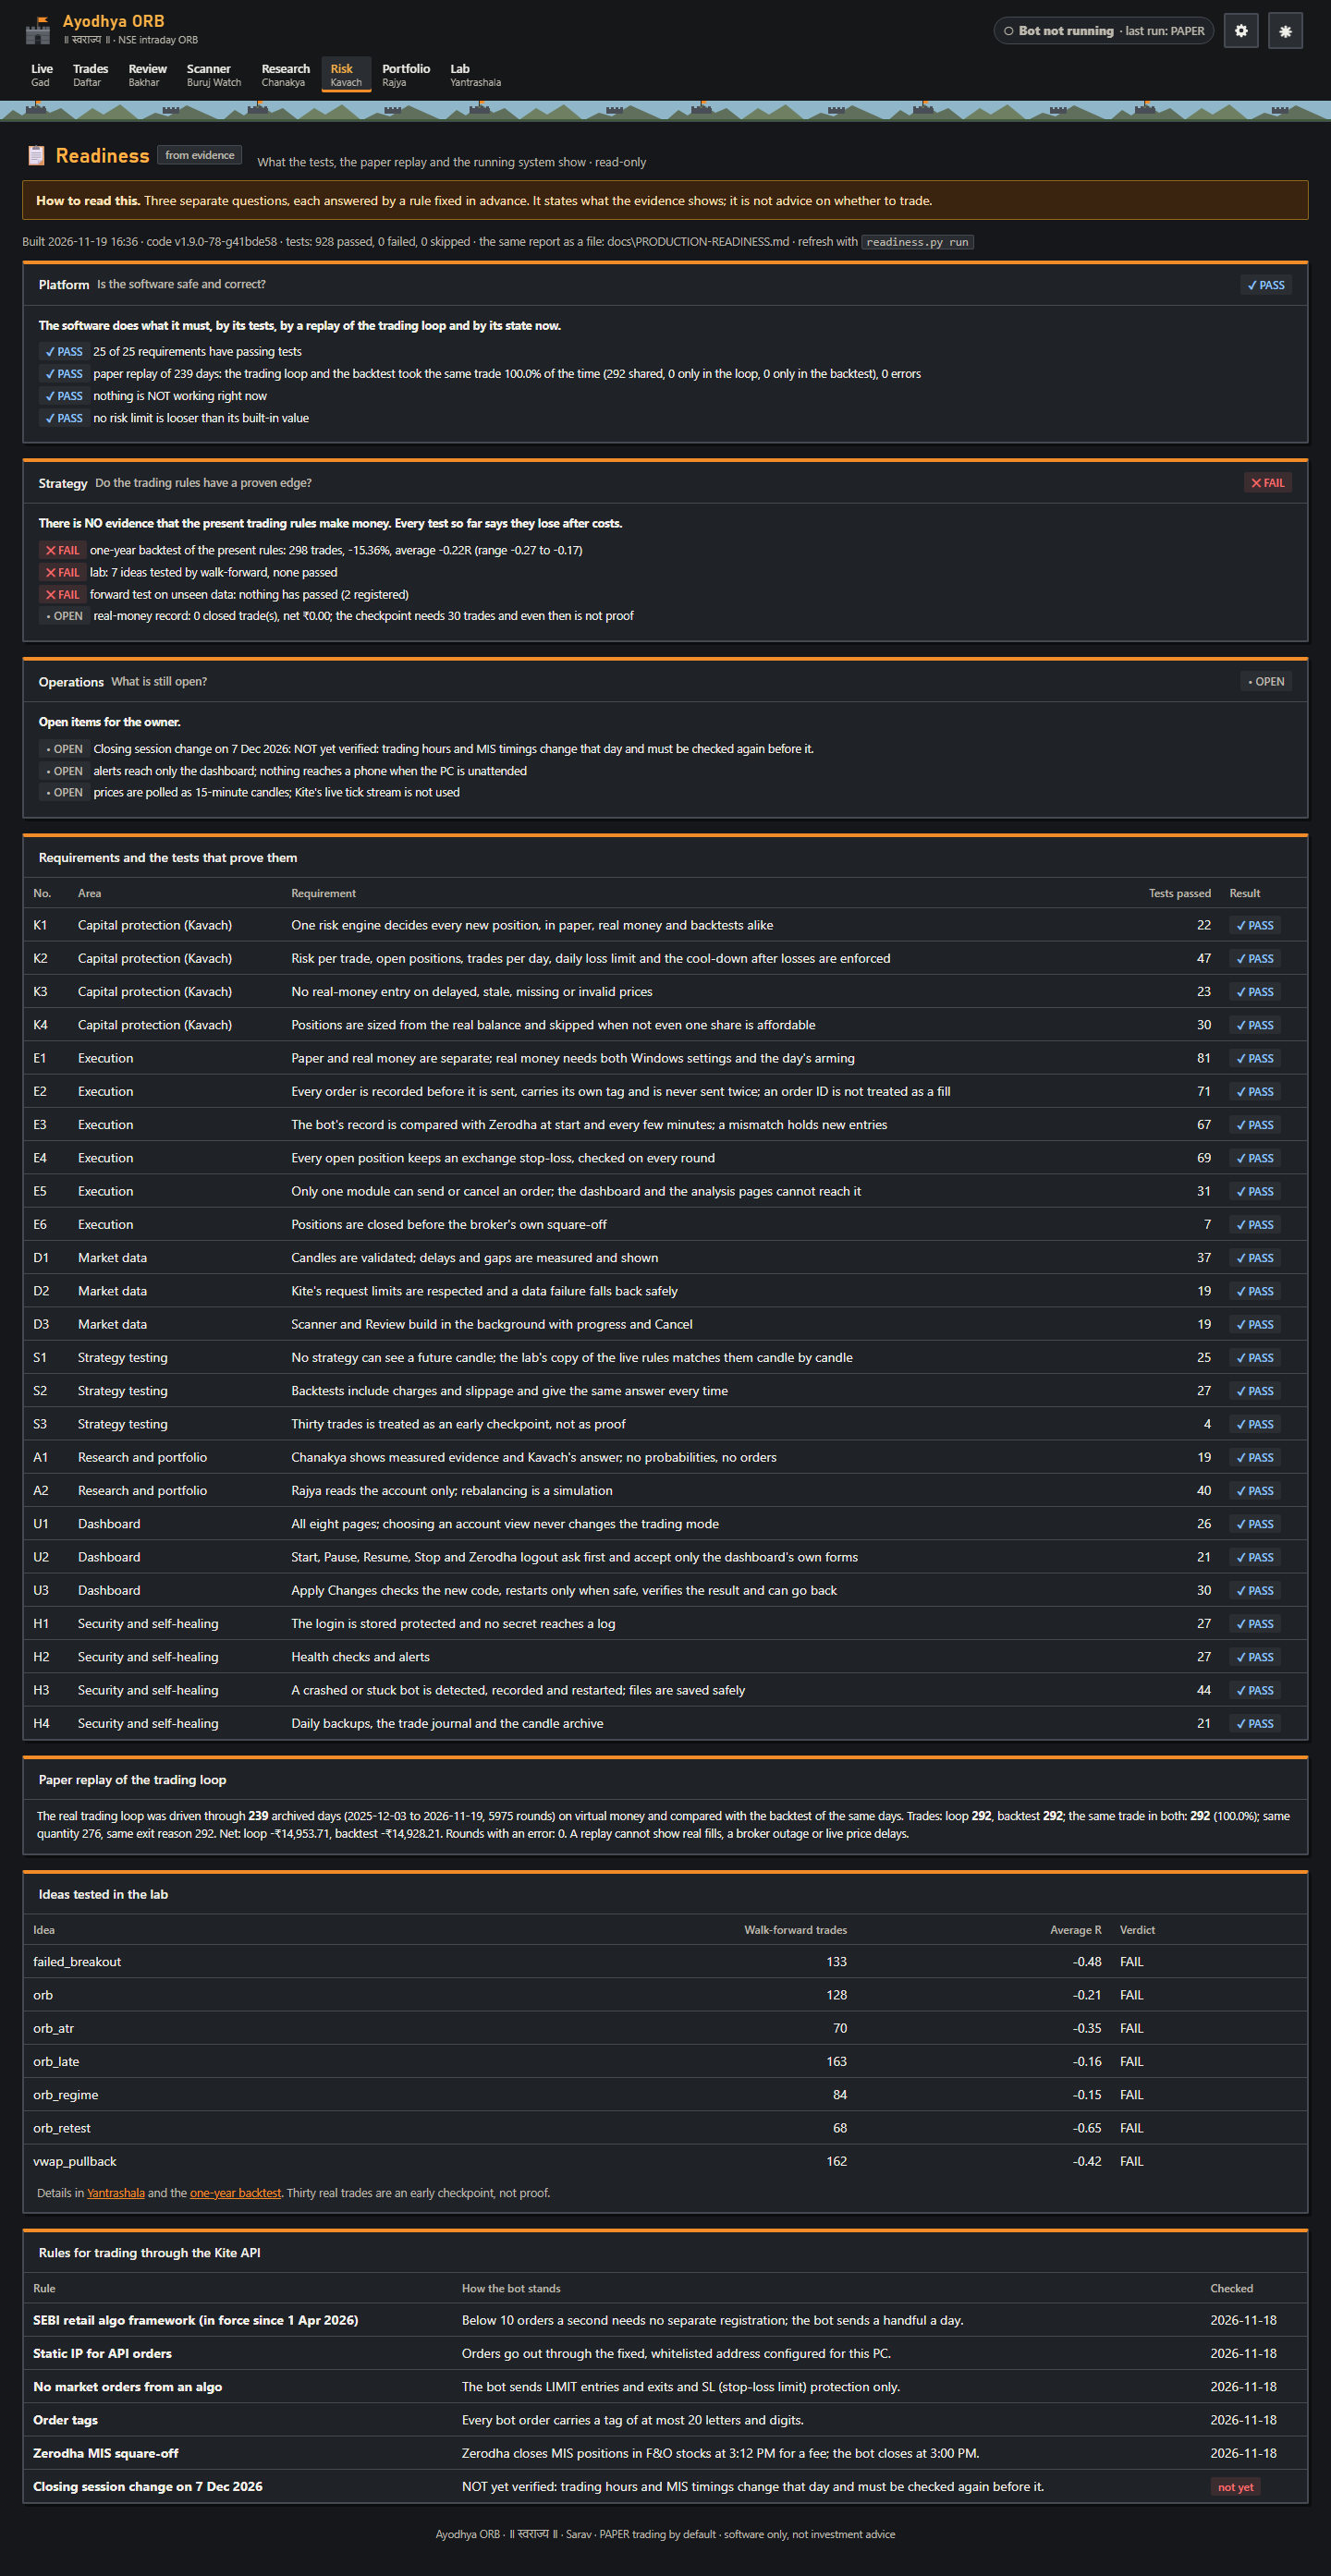 Ayodhya ORB
॥ स्वराज्य ॥ · NSE intraday ORB
Bot not running · last run: PAPER
Live Trades Review Scanner Research Risk Portfolio Lab
Gad Daftar Bakhar Buruj Watch Chanakya Kavach Rajya Yantrashala
Readiness from evidence What the tests, the paper replay and the running system show · read-only
How to read this. Three separate questions, each answered by a rule fixed in advance. It states what the evidence shows; it is not advice on whether to trade.
Built 2026-11-19 16:36 · code v1.9.0-78-g41bde58 · tests: 928 passed, 0 failed, 0 skipped · the same report as a file: docs\PRODUCTION-READINESS.md · refresh with readiness.py run
Platform Is the software safe and correct? ✓ PASS
The software does what it must, by its tests, by a replay of the trading loop and by its state now.
✓ PASS 25 of 25 requirements have passing tests
✓ PASS paper replay of 239 days: the trading loop and the backtest took the same trade 100.0% of the time (292 shared, 0 only in the loop, 0 only in the backtest), 0 errors
✓ PASS nothing is NOT working right now
✓ PASS no risk limit is looser than its built-in value
Strategy Do the trading rules have a proven edge? ✕ FAIL
There is NO evidence that the present trading rules make money. Every test so far says they lose after costs.
✕ FAIL one-year backtest of the present rules: 298 trades, -15.36%, average -0.22R (range -0.27 to -0.17)
✕ FAIL lab: 7 ideas tested by walk-forward, none passed
✕ FAIL forward test on unseen data: nothing has passed (2 registered)
• OPEN real-money record: 0 closed trade(s), net ₹0.00; the checkpoint needs 30 trades and even then is not proof
Operations What is still open? • OPEN
Open items for the owner.
• OPEN Closing session change on 7 Dec 2026: NOT yet verified: trading hours and MIS timings change that day and must be checked again before it.
• OPEN alerts reach only the dashboard; nothing reaches a phone when the PC is unattended
• OPEN prices are polled as 15-minute candles; Kite's live tick stream is not used
Requirements and the tests that prove them
No. Area Requirement Tests passed Result
K1 Capital protection (Kavach) One risk engine decides every new position, in paper, real money and backtests alike 22 ✓ PASS
K2 Capital protection (Kavach) Risk per trade, open positions, trades per day, daily loss limit and the cool-down after losses are enforced 47 ✓ PASS
K3 Capital protection (Kavach) No real-money entry on delayed, stale, missing or invalid prices 23 ✓ PASS
K4 Capital protection (Kavach) Positions are sized from the real balance and skipped when not even one share is affordable 30 ✓ PASS
E1 Execution Paper and real money are separate; real money needs both Windows settings and the day's arming 81 ✓ PASS
E2 Execution Every order is recorded before it is sent, carries its own tag and is never sent twice; an order ID is not treated as a fill 71 ✓ PASS
E3 Execution The bot's record is compared with Zerodha at start and every few minutes; a mismatch holds new entries 67 ✓ PASS
E4 Execution Every open position keeps an exchange stop-loss, checked on every round 69 ✓ PASS
E5 Execution Only one module can send or cancel an order; the dashboard and the analysis pages cannot reach it 31 ✓ PASS
E6 Execution Positions are closed before the broker's own square-off 7 ✓ PASS
D1 Market data Candles are validated; delays and gaps are measured and shown 37 ✓ PASS
D2 Market data Kite's request limits are respected and a data failure falls back safely 19 ✓ PASS
D3 Market data Scanner and Review build in the background with progress and Cancel 19 ✓ PASS
S1 Strategy testing No strategy can see a future candle; the lab's copy of the live rules matches them candle by candle 25 ✓ PASS
S2 Strategy testing Backtests include charges and slippage and give the same answer every time 27 ✓ PASS
S3 Strategy testing Thirty trades is treated as an early checkpoint, not as proof 4 ✓ PASS
A1 Research and portfolio Chanakya shows measured evidence and Kavach's answer; no probabilities, no orders 19 ✓ PASS
A2 Research and portfolio Rajya reads the account only; rebalancing is a simulation 40 ✓ PASS
U1 Dashboard All eight pages; choosing an account view never changes the trading mode 26 ✓ PASS
U2 Dashboard Start, Pause, Resume, Stop and Zerodha logout ask first and accept only the dashboard's own forms 21 ✓ PASS
U3 Dashboard Apply Changes checks the new code, restarts only when safe, verifies the result and can go back 30 ✓ PASS
H1 Security and self-healing The login is stored protected and no secret reaches a log 27 ✓ PASS
H2 Security and self-healing Health checks and alerts 27 ✓ PASS
H3 Security and self-healing A crashed or stuck bot is detected, recorded and restarted; files are saved safely 44 ✓ PASS
H4 Security and self-healing Daily backups, the trade journal and the candle archive 21 ✓ PASS
Paper replay of the trading loop
The real trading loop was driven through 239 archived days (2025-12-03 to 2026-11-19, 5975 rounds) on virtual money and compared with the backtest of the same days. Trades: loop 292, backtest 292; the same trade in both: 292 (100.0%); same
quantity 276, same exit reason 292. Net: loop -₹14,953.71, backtest -₹14,928.21. Rounds with an error: 0. A replay cannot show real fills, a broker outage or live price delays.
Ideas tested in the lab
Idea Walk-forward trades Average R Verdict
failed_breakout 133 -0.48 FAIL
orb 128 -0.21 FAIL
orb_atr 70 -0.35 FAIL
orb_late 163 -0.16 FAIL
orb_regime 84 -0.15 FAIL
orb_retest 68 -0.65 FAIL
vwap_pullback 162 -0.42 FAIL
Details in Yantrashala and the one-year backtest. Thirty real trades are an early checkpoint, not proof.
Rules for trading through the Kite API
Rule How the bot stands Checked
SEBI retail algo framework (in force since 1 Apr 2026) Below 10 orders a second needs no separate registration; the bot sends a handful a day. 2026-11-18
Static IP for API orders Orders go out through the fixed, whitelisted address configured for this PC. 2026-11-18
No market orders from an algo The bot sends LIMIT entries and exits and SL (stop-loss limit) protection only. 2026-11-18
Order tags Every bot order carries a tag of at most 20 letters and digits. 2026-11-18
Zerodha MIS square-off Zerodha closes MIS positions in F&O stocks at 3:12 PM for a fee; the bot closes at 3:00 PM. 2026-11-18
Closing session change on 7 Dec 2026 NOT yet verified: trading hours and MIS timings change that day and must be checked again before it. not yet
Ayodhya ORB · ॥ स्वराज्य ॥ · Sarav · PAPER trading by default · software only, not investment advice